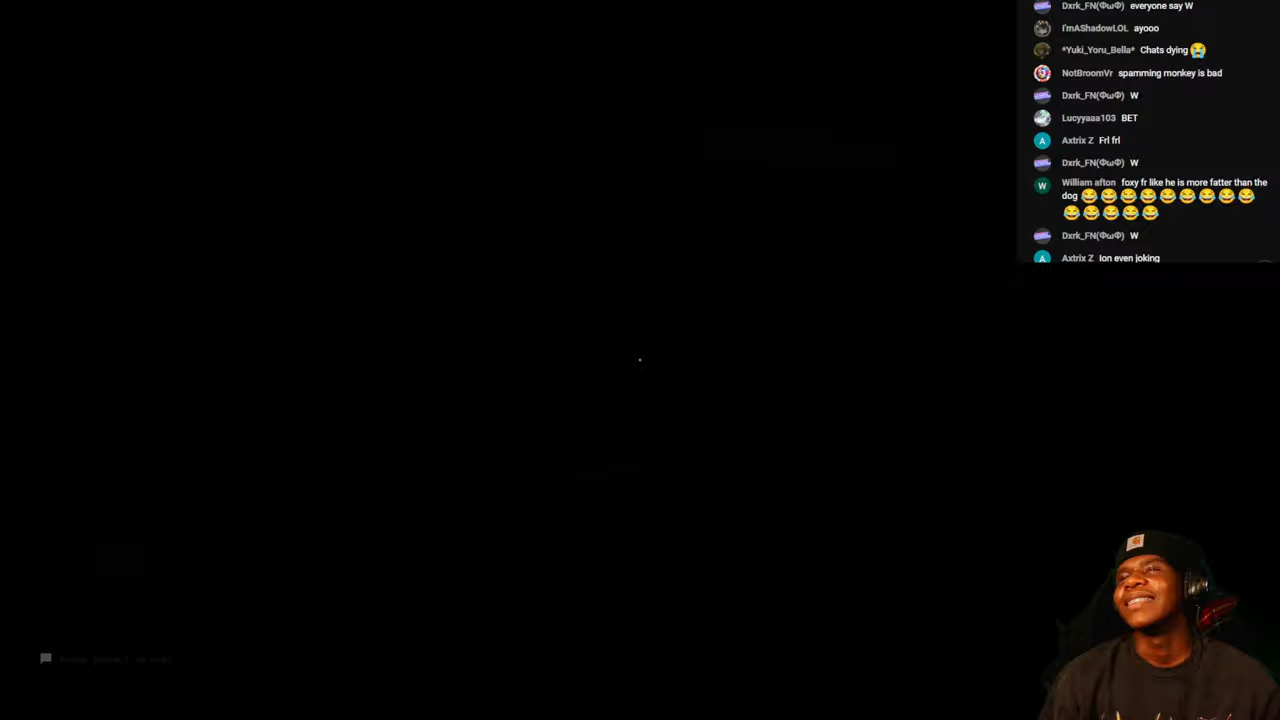 Dxrk_FN(ΦωΦ) everyone say W
I'mAShadowLOL ayooo
*Yuki_Yoru_Bella* Chats dying 😭
NotBroomVr spamming monkey is bad
Dxrk_FN(ΦωΦ) W
Lucyyaaa103 BET
A Axtrix Z Frl frl
Dxrk_FN(ΦωΦ) W
W William afton foxy fr like he is more fatter than the
dog 😂😂😂😂😂😂😂😂😂
😂😂😂😂😂
Dxrk_FN(ΦωΦ) W
A Axtrix Z Ion even joking